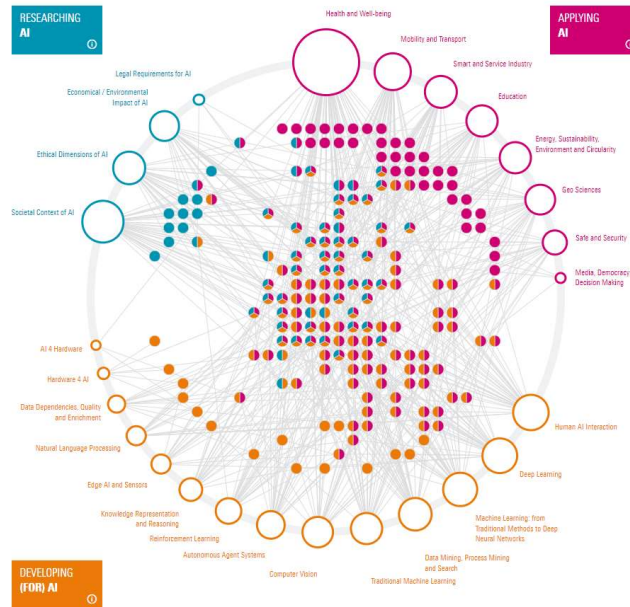 RESEARCHING
AI
APPLYING
AI
Health and Well-being
Mobility and Transport
Smart and Service Industry
Education
Energy, Sustainability,
Environment and Circularity
Geo Sciences
Safe and Security
Media, Democracy
Decision Making
Legal Requirements for AI
Economical / Environmental
Impact of AI
Ethical Dimensions of AI
Societal Context of AI
AI 4 Hardware
Hardware 4 AI
Data Dependencies, Quality
and Enrichment
Natural Language Processing
Edge AI and Sensors
Knowledge Representation
and Reasoning
Reinforcement Learning
Autonomous Agent Systems
Computer Vision
Traditional Machine Learning
Data Mining, Process Mining
and Search
Machine Learning: from
Traditional Methods to Deep
Neural Networks
Deep Learning
Human AI Interaction
DEVELOPING
(FOR) AI